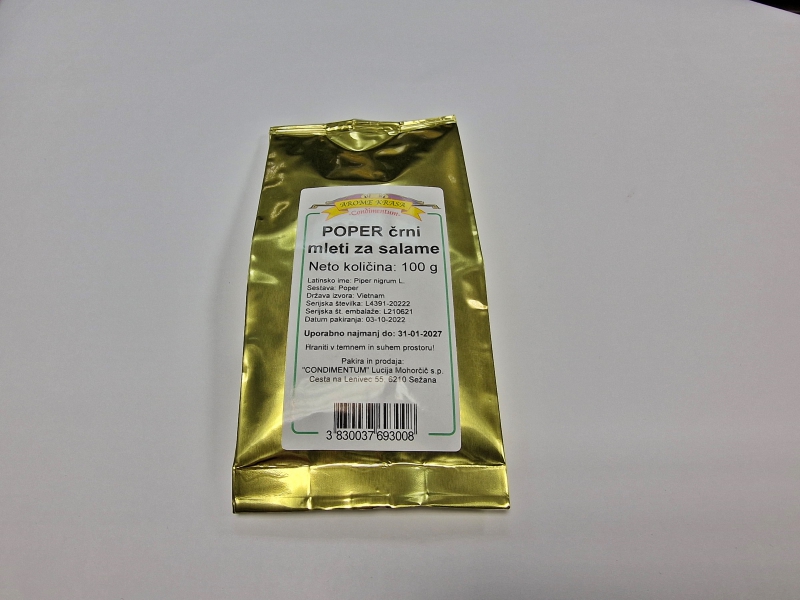 AROME KRASA
Condimentum
POPER črni
mleti za salame
Neto količina: 100 g
Latinsko ime: Piper nigrum L.
Sestava: Poper
Država izvora: Vietnam
Serijska številka: L4391-20222
Serijska št. embalaže: L210621
Datum pakiranja: 03-10-2022
Uporabno najmanj do: 31-01-2027
Hraniti v temnem in suhem prostoru!
Pakira in prodaja:
"CONDIMENTUM" Lucija Mohorčič s.p.
Cesta na Lenivec 55, 6210 Sežana
3 830037 693008